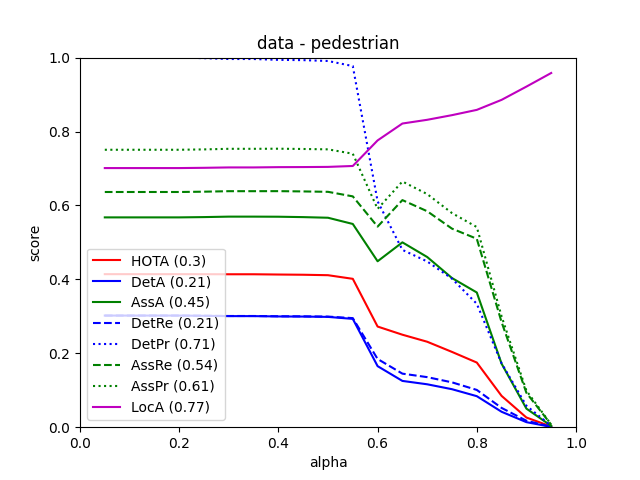 data - pedestrian
1.0
0.8
0.6
0.4
0.2
0.0
score
HOTA (0.3)
DetA (0.21)
AssA (0.45)
DetRe (0.21)
DetPr (0.71)
AssRe (0.54)
AssPr (0.61)
LocA (0.77)
0.0 0.2 0.4 0.6 0.8 1.0
alpha